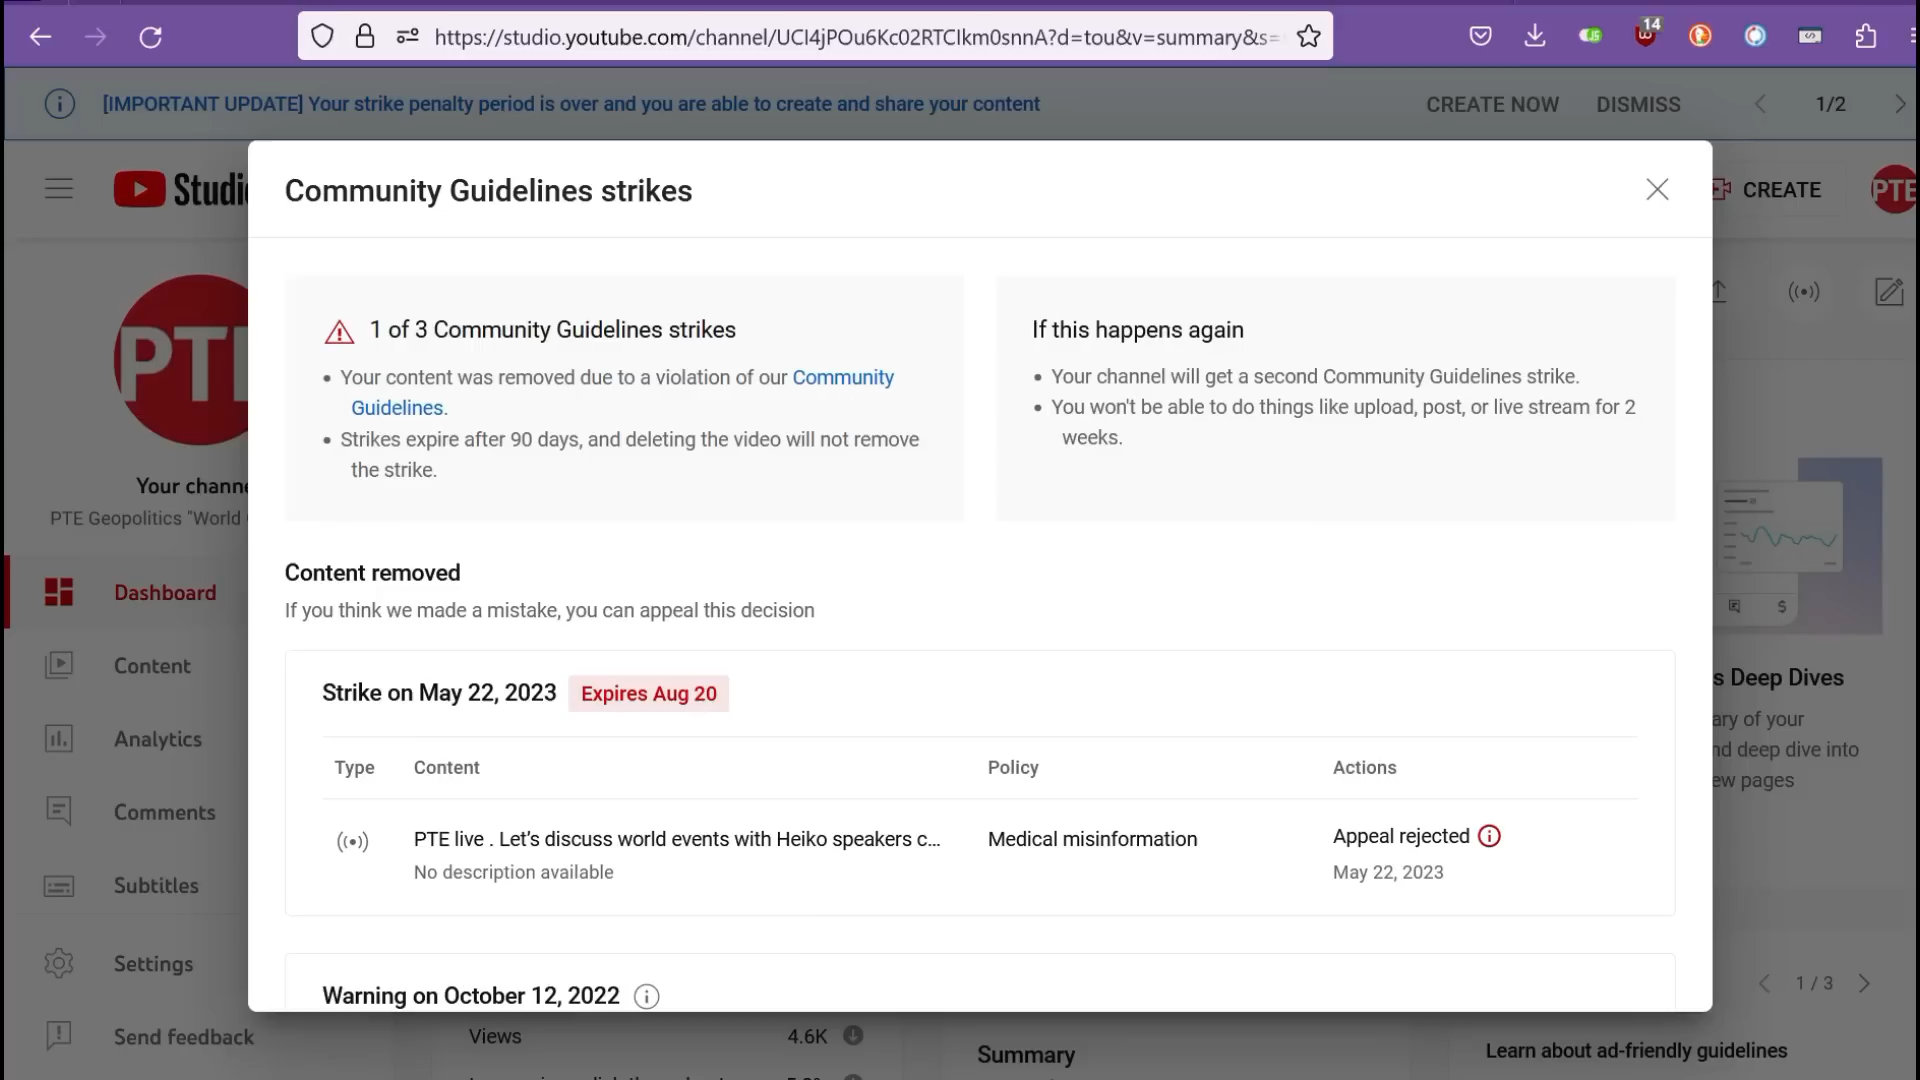 https://studio.youtube.com/channel/UCI4jPOu6Kc02RTCIkm0snnA?d=tou&v=summary&s=
14
[IMPORTANT UPDATE] Your strike penalty period is over and you are able to create and share your content
CREATE NOW
DISMISS
1/2
Studio
Community Guidelines strikes
CREATE
PTE
1 of 3 Community Guidelines strikes
Your content was removed due to a violation of our Community
Guidelines.
Strikes expire after 90 days, and deleting the video will not remove
the strike.
If this happens again
Your channel will get a second Community Guidelines strike.
You won't be able to do things like upload, post, or live stream for 2
weeks.
PTE
Your channe
PTE Geopolitics "World
Dashboard
Content
Analytics
Comments
Subtitles
Settings
Send feedback
Content removed
If you think we made a mistake, you can appeal this decision
Strike on May 22, 2023 Expires Aug 20
Type Content Policy Actions
PTE live . Let’s discuss world events with Heiko speakers c... Medical misinformation Appeal rejected
No description available May 22, 2023
Warning on October 12, 2022
s Deep Dives
ary of your
nd deep dive into
ew pages
1 / 3
Views 4.6K
Summary
Learn about ad-friendly guidelines